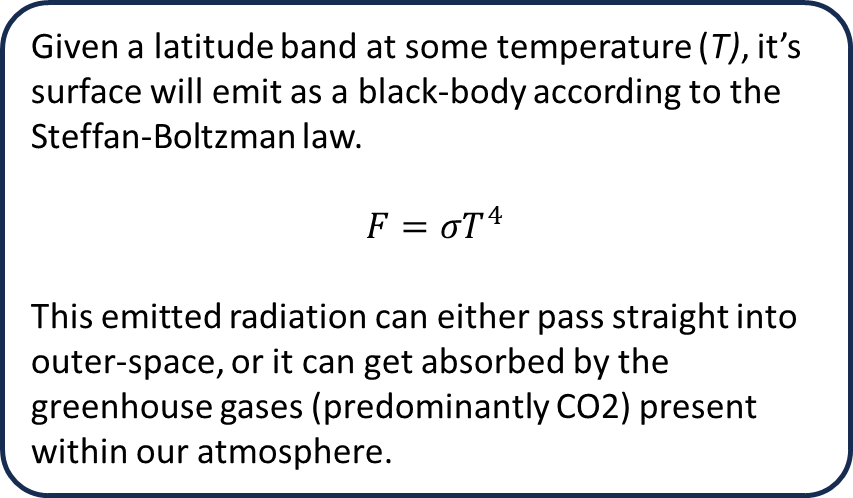 Given a latitude band at some temperature (T), it’s
surface will emit as a black-body according to the
Steffan-Boltzman law.
F = σT⁴
This emitted radiation can either pass straight into
outer-space, or it can get absorbed by the
greenhouse gases (predominantly CO2) present
within our atmosphere.